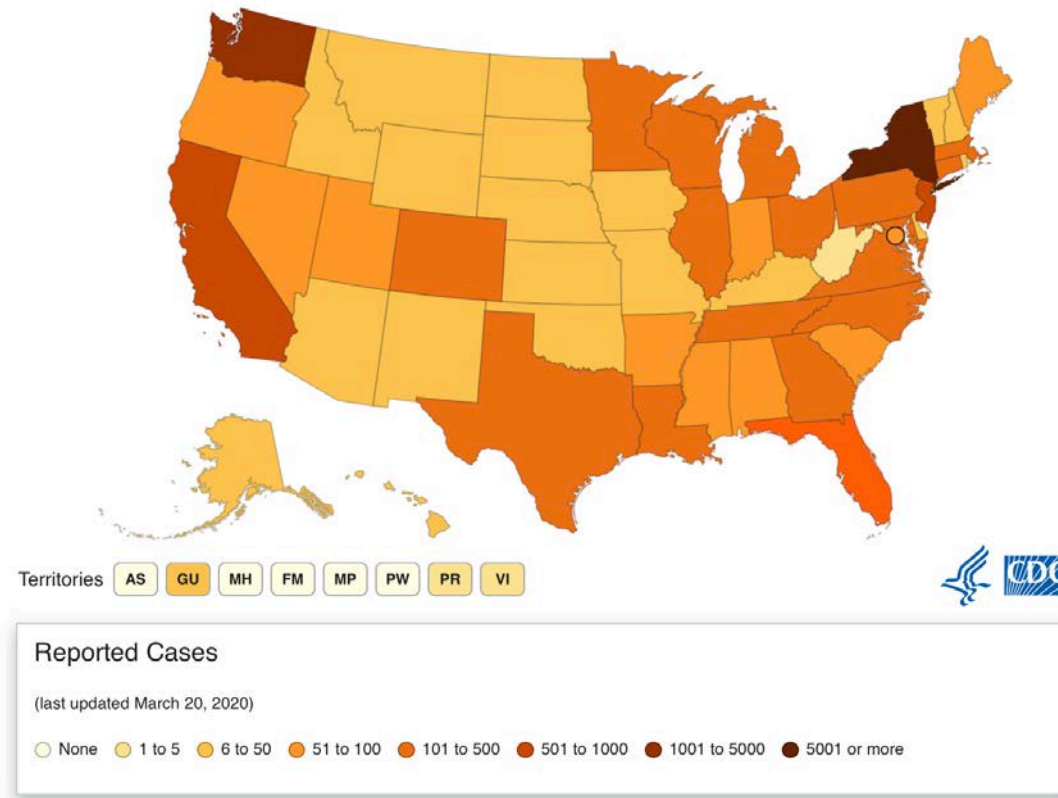 Territories AS GU MH FM MP PW PR VI
CDC
Reported Cases
(last updated March 20, 2020)
None 1 to 5 6 to 50 51 to 100 101 to 500 501 to 1000 1001 to 5000 5001 or more